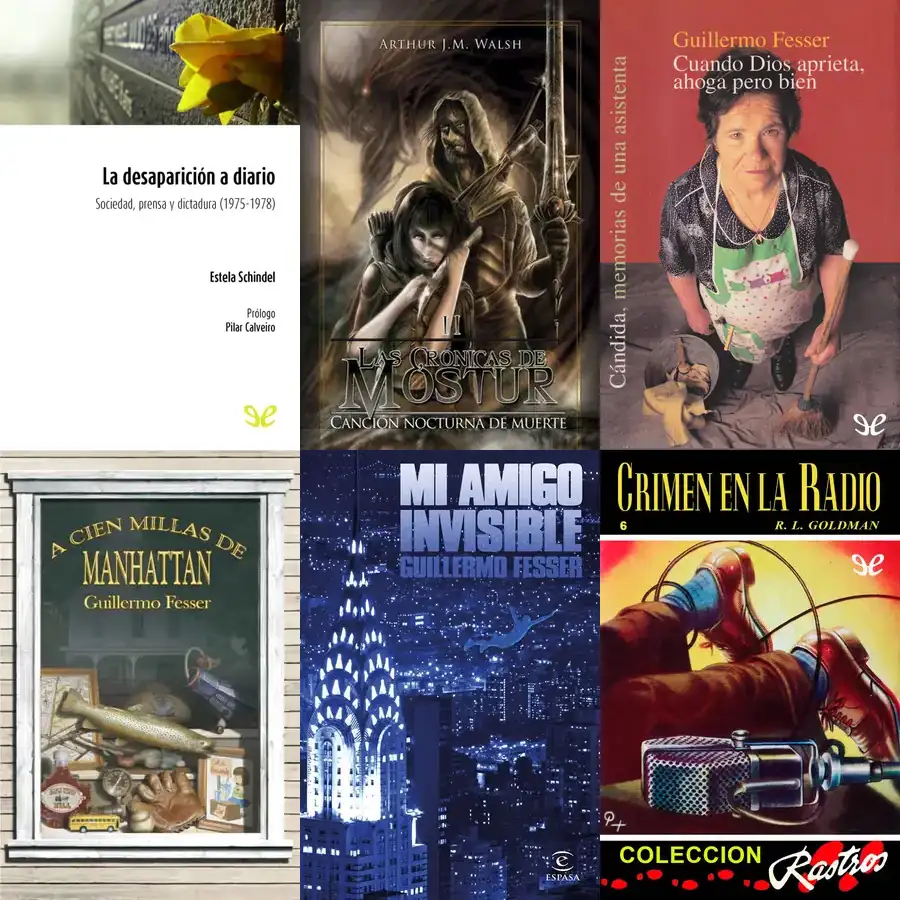 La desaparición a diario
Sociedad, prensa y dictadura (1975-1978)
Estela Schindel
Prólogo
Pilar Calveiro
ARTHUR J.M. WALSH
II
LAS CRÓNICAS DE
MOSTUR
CANCIÓN NOCTURNA DE MUERTE
Guillermo Fesser
Cuando Dios aprieta,
ahoga pero bien
Cándida, memorias de una asistenta
A CIEN MILLAS DE
MANHATTAN
Guillermo Fesser
MI AMIGO
INVISIBLE
GUILLERMO FESSER
e
ESPASA
CRIMEN EN LA RADIO
6
R. L. GOLDMAN
COLECCION
Rastros